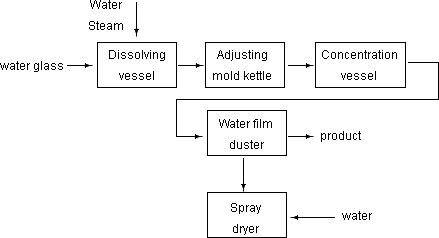 Water
Steam
water glass
Dissolving
vessel
Adjusting
mold kettle
Concentration
vessel
Water film
duster
product
Spray
dryer
water